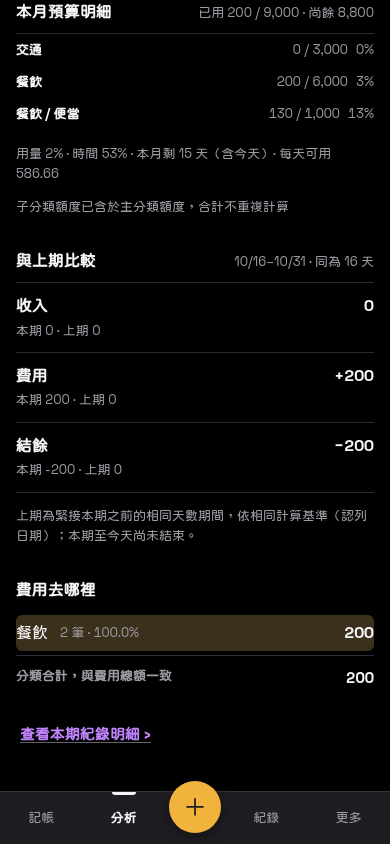 本月預算明細 已用 200 / 9,000 · 尚餘 8,800
交通 0 / 3,000 0%
餐飲 200 / 6,000 3%
餐飲 / 便當 130 / 1,000 13%
用量 2% · 時間 53% · 本月剩 15 天（含今天）· 每天可用
586.66
子分類額度已含於主分類額度，合計不重複計算
與上期比較 10/16–10/31 · 同為 16 天
收入 0
本期 0 · 上期 0
費用 +200
本期 200 · 上期 0
結餘 -200
本期 -200 · 上期 0
上期為緊接本期之前的相同天數期間，依相同計算基準（認列
日期）；本期至今天尚未結束。
費用去哪裡
餐飲 2 筆 · 100.0% 200
分類合計，與費用總額一致 200
查看本期紀錄明細 >
記帳 分析 + 紀錄 更多